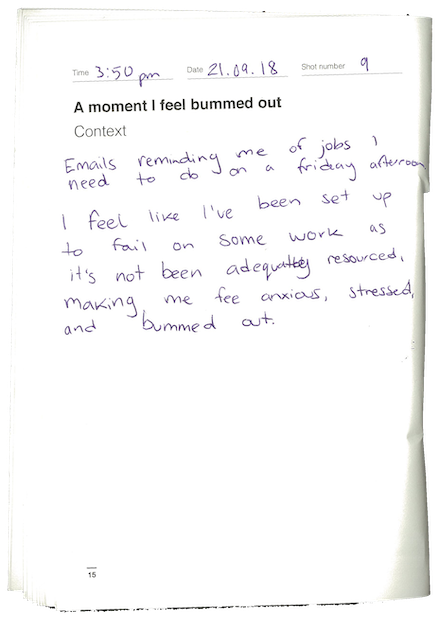 Time 3:50 pm Date 21.09.18 Shot number 9
A moment I feel bummed out
Context
Emails reminding me of jobs I
need to do on a friday afternoon
I feel like I've been set up
to fail on some work as
it's not been adequatley resourced,
making me fee anxious, stressed,
and bummed out.
15